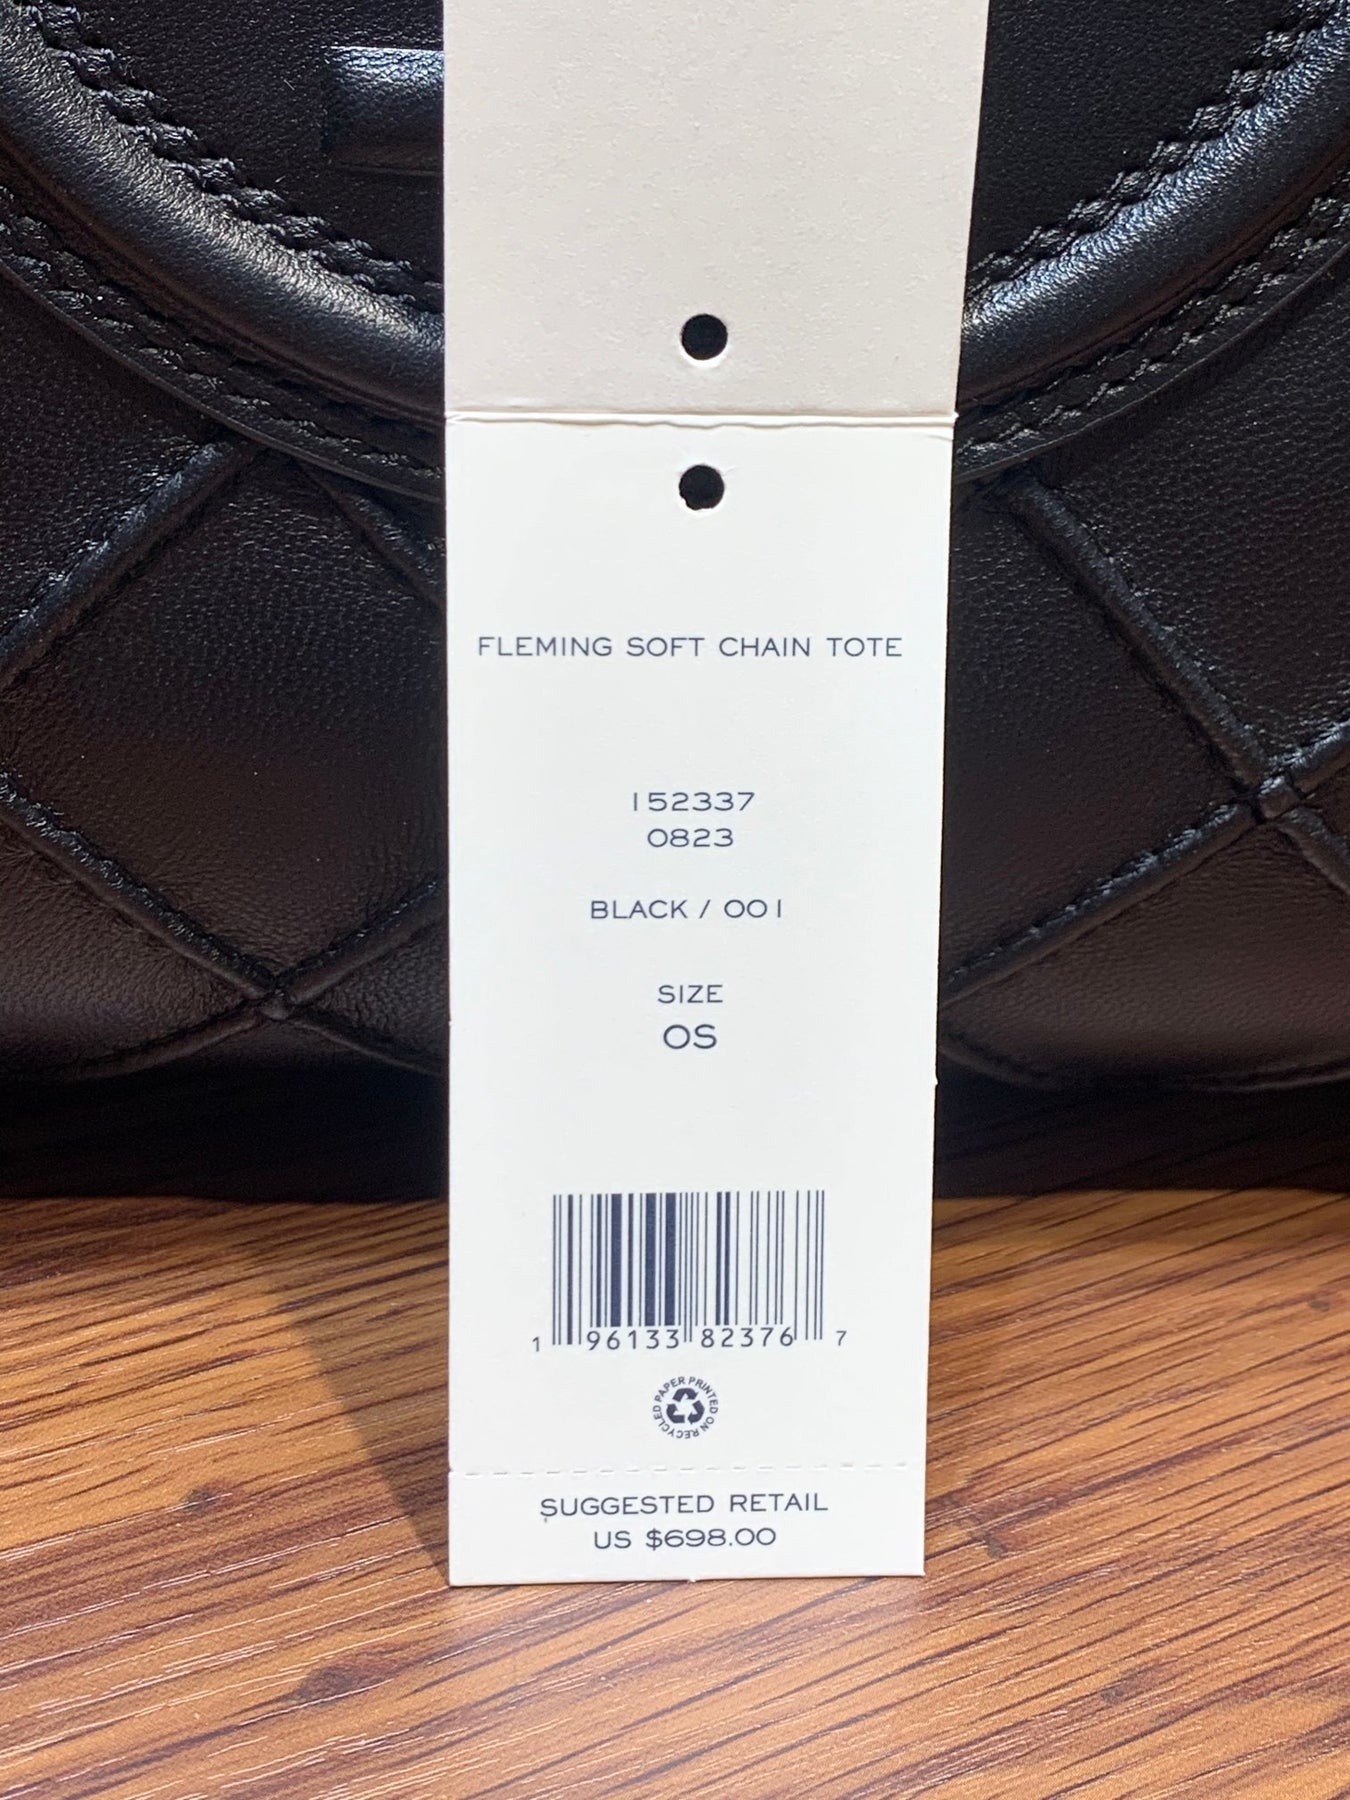 FLEMING SOFT CHAIN TOTE
152337
0823
BLACK / 001
SIZE
OS
1 96133 82376 7
PAPER PRINTED ON RECYCLED
SUGGESTED RETAIL
US $698.00